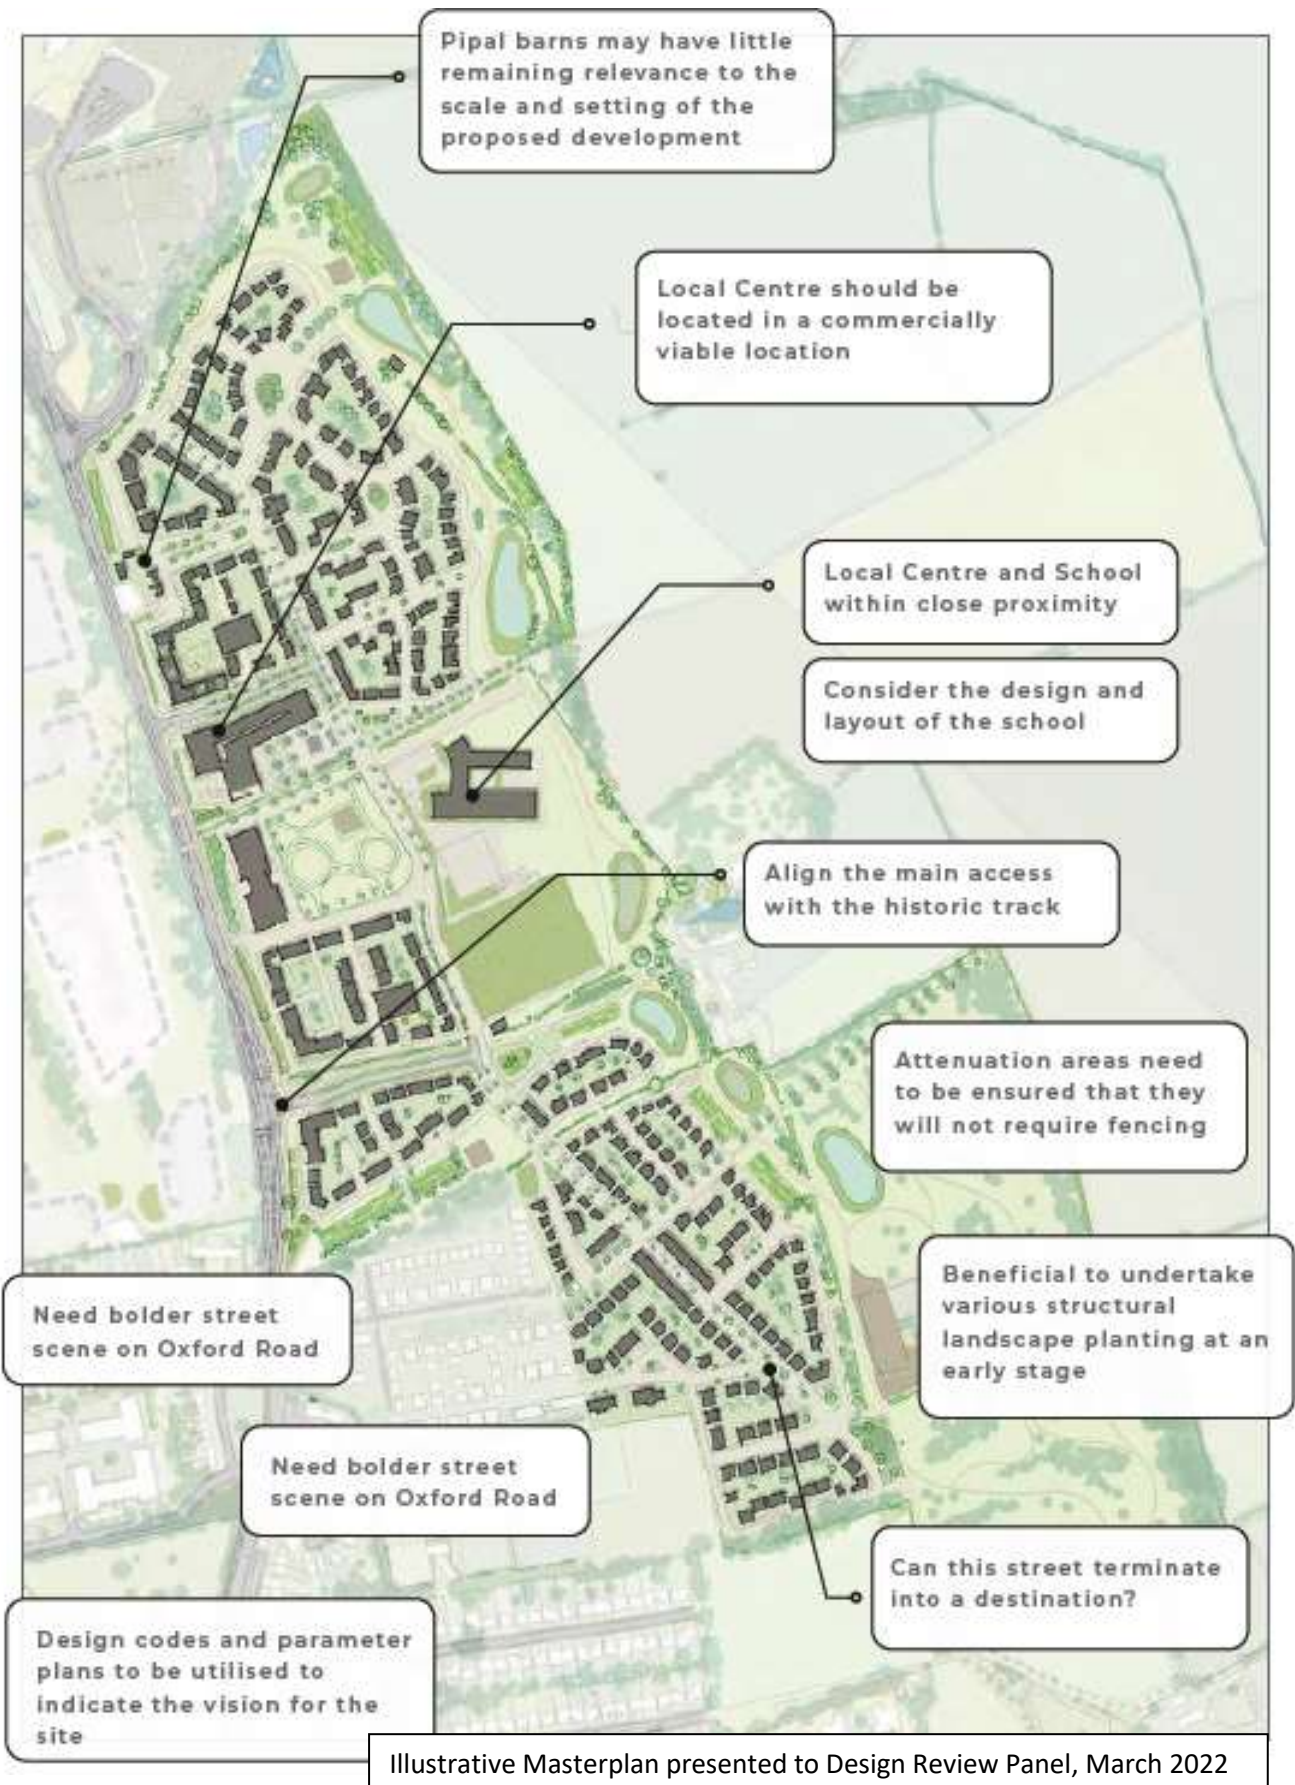 Pipal barns may have little
remaining relevance to the
scale and setting of the
proposed development
Local Centre should be
located in a commercially
viable location
Local Centre and School
within close proximity
Consider the design and
layout of the school
Align the main access
with the historic track
Attenuation areas need
to be ensured that they
will not require fencing
Beneficial to undertake
various structural
landscape planting at an
early stage
Need bolder street
scene on Oxford Road
Need bolder street
scene on Oxford Road
Can this street terminate
into a destination?
Design codes and parameter
plans to be utilised to
indicate the vision for the
site
Illustrative Masterplan presented to Design Review Panel, March 2022